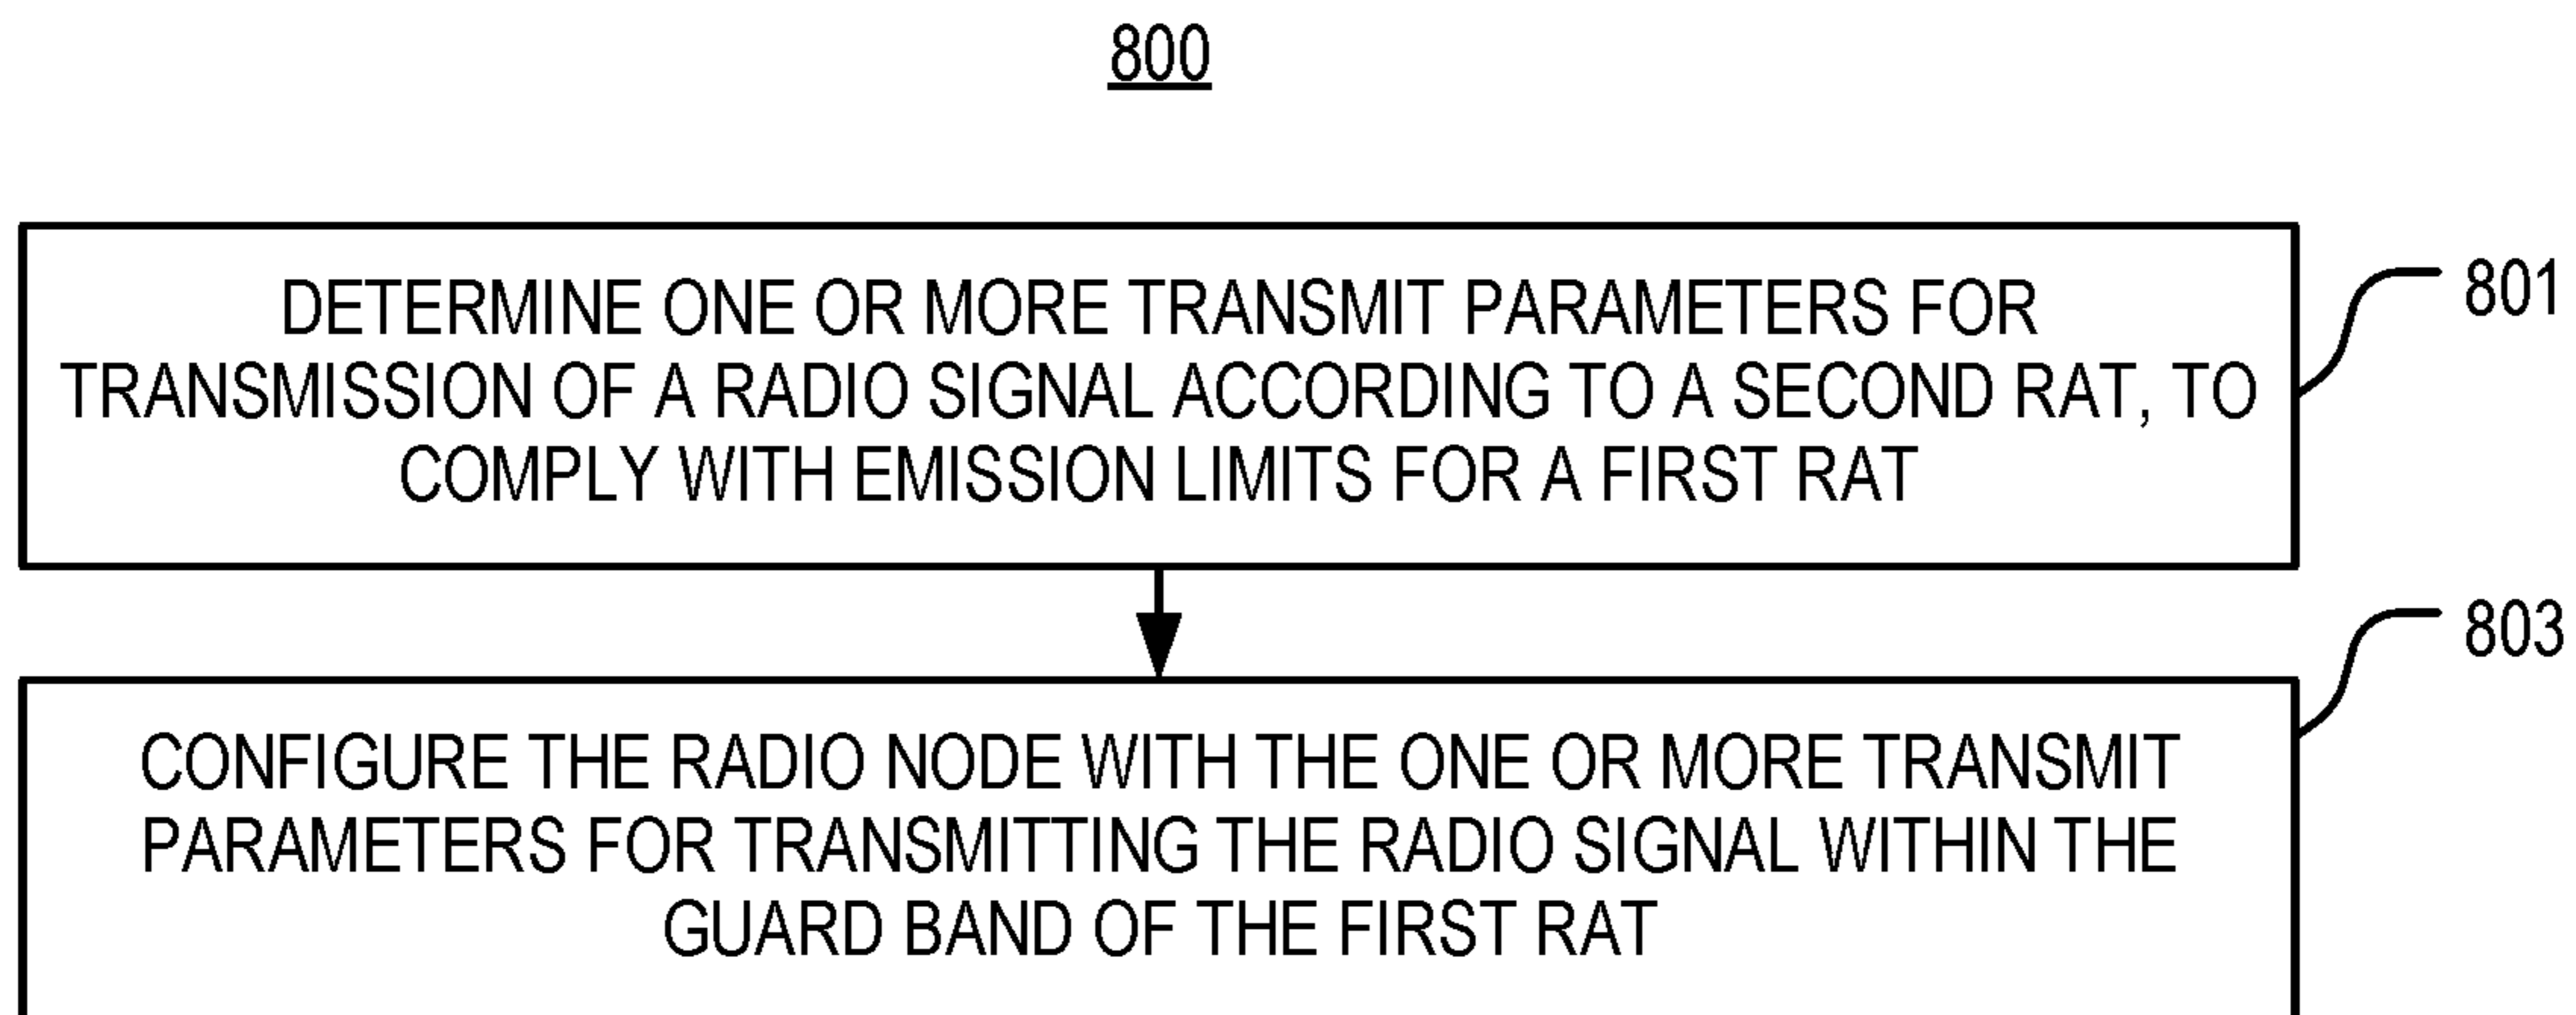 800
DETERMINE ONE OR MORE TRANSMIT PARAMETERS FOR
TRANSMISSION OF A RADIO SIGNAL ACCORDING TO A SECOND RAT, TO
COMPLY WITH EMISSION LIMITS FOR A FIRST RAT
801
CONFIGURE THE RADIO NODE WITH THE ONE OR MORE TRANSMIT
PARAMETERS FOR TRANSMITTING THE RADIO SIGNAL WITHIN THE
GUARD BAND OF THE FIRST RAT
803